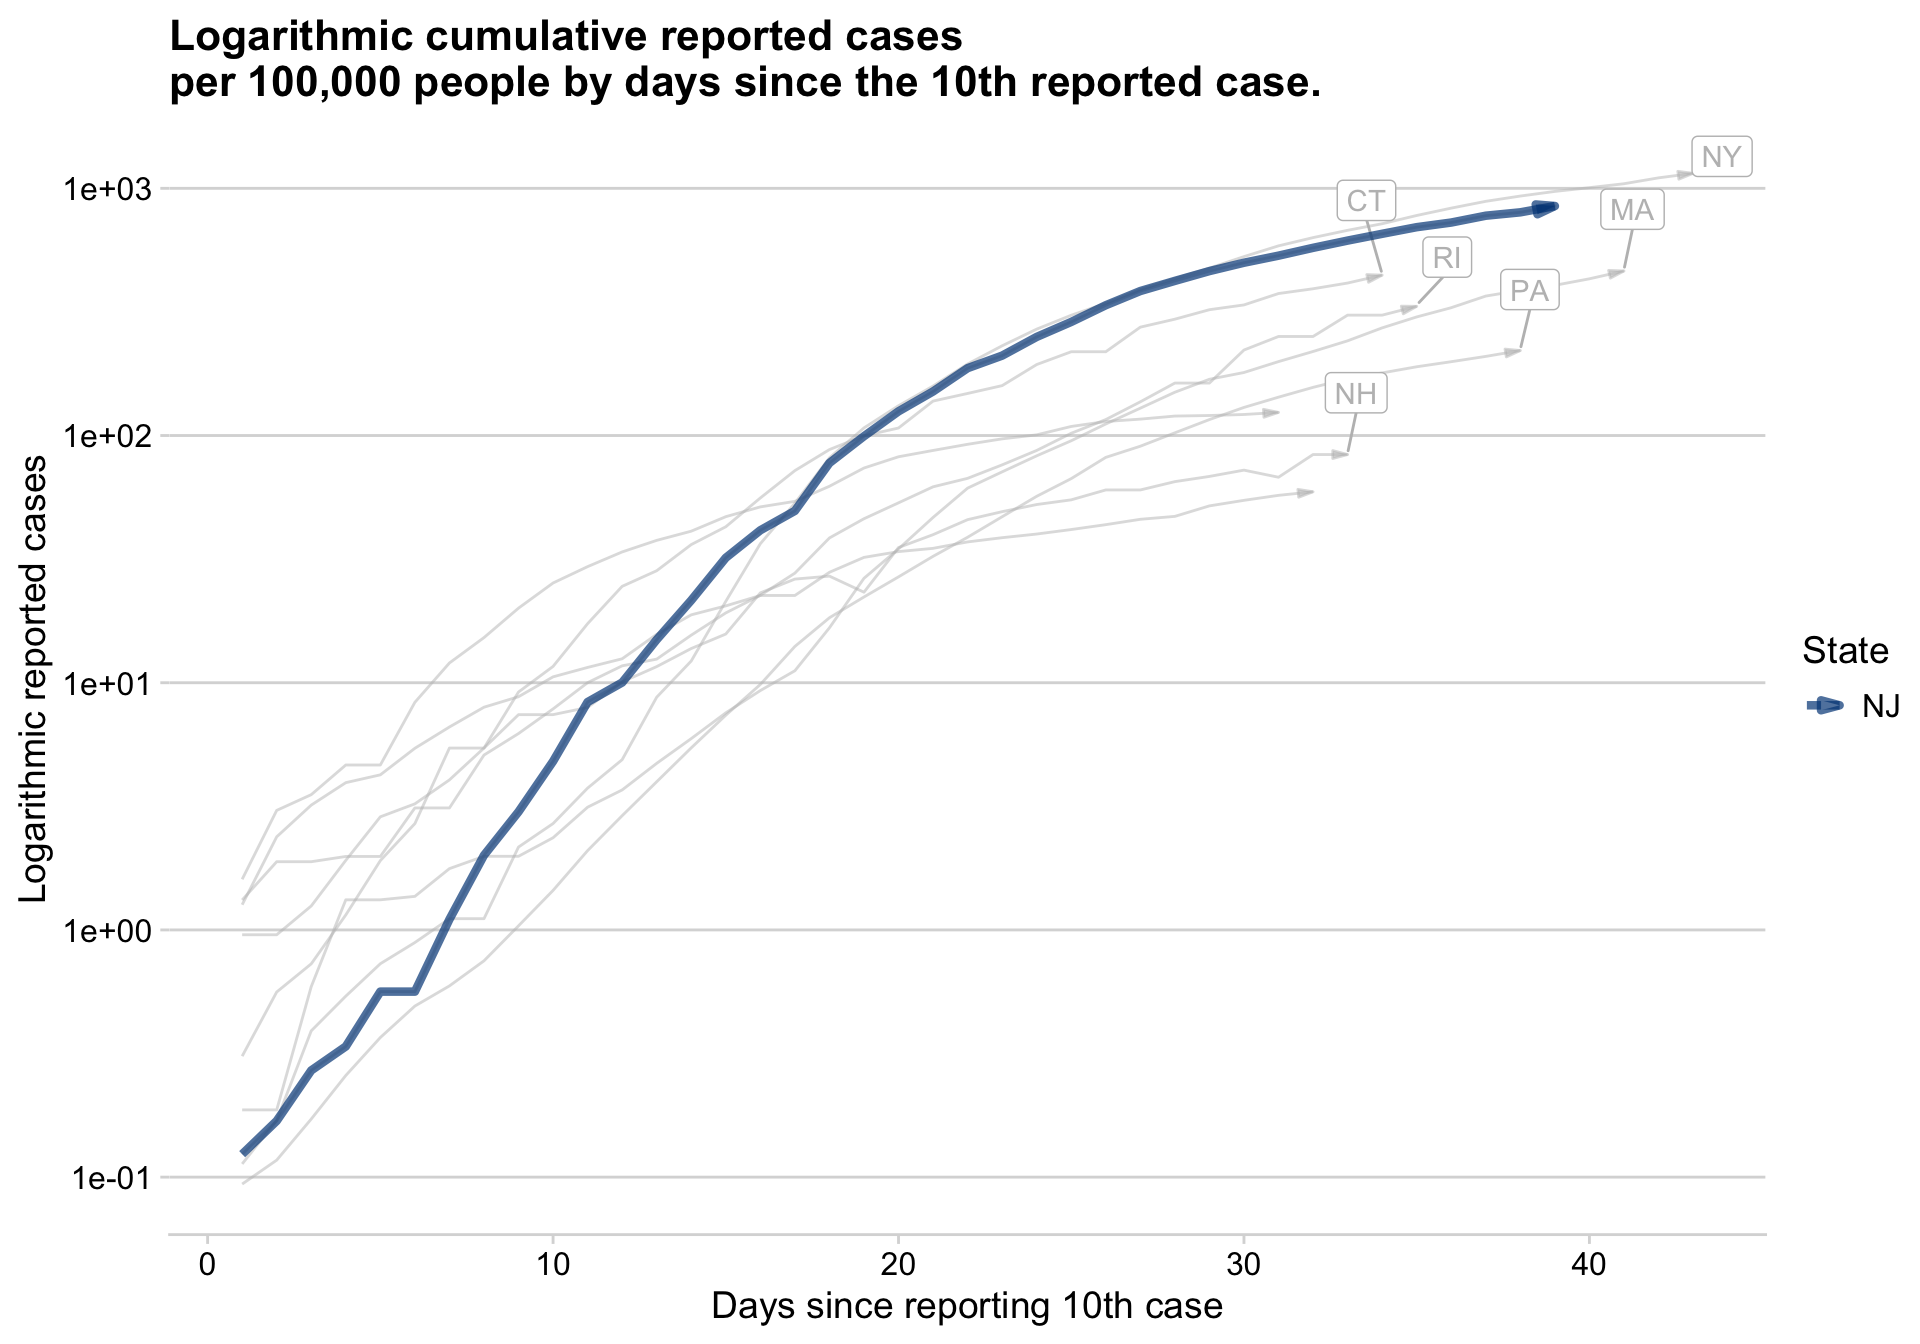 Logarithmic cumulative reported cases
per 100,000 people by days since the 10th reported case.
NY
1e+03
CT
MA
RI
PA
NH
1e+02
Logarithmic reported cases
State
1e+01
NJ
1e+00
1e-01
0
10
20
30
40
Days since reporting 10th case